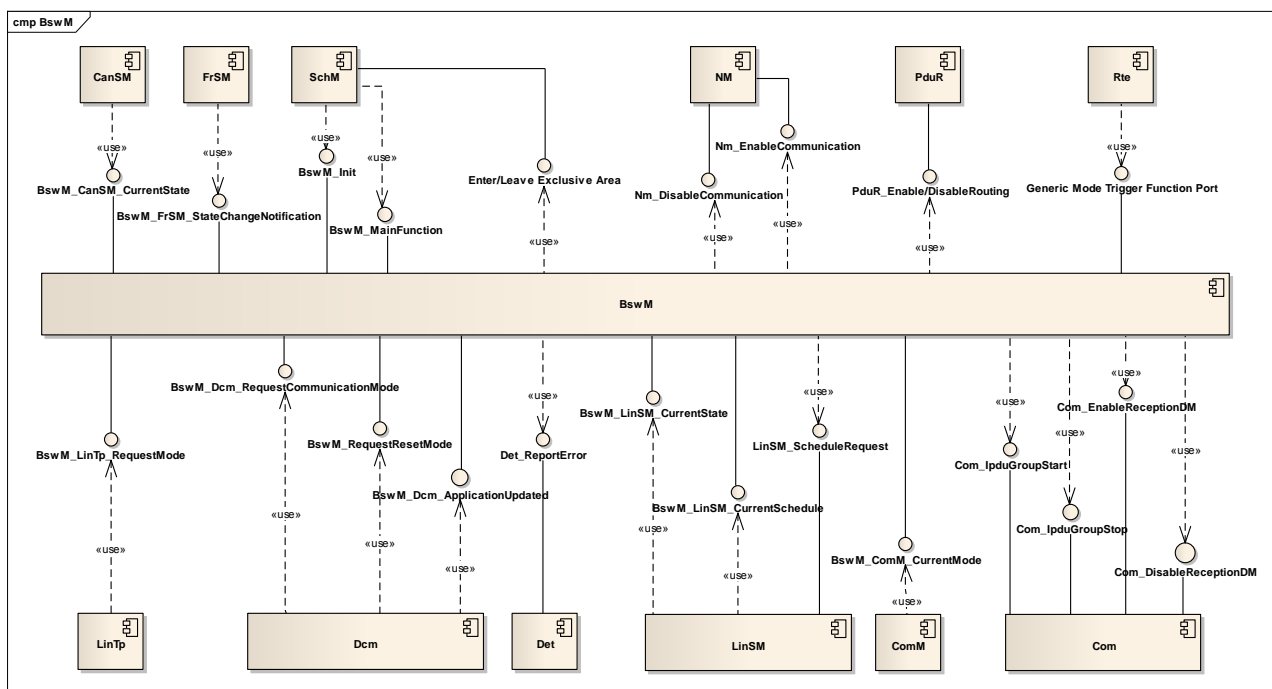 cmp BswM
CanSM
FrSM
SchM
NM
PduR
Rte
«use»
«use»
«use»
«use»
«use»
«use»
BswM_CanSM_CurrentState
BswM_FrSM_StateChangeNotification
BswM_Init
BswM_MainFunction
Enter/Leave Exclusive Area
Nm_DisableCommunication
Nm_EnableCommunication
PduR_Enable/DisableRouting
Generic Mode Trigger Function Port
«use»
«use»
«use»
BswM
BswM_Dcm_RequestCommunicationMode
BswM_LinTp_RequestMode
BswM_RequestResetMode
BswM_Dcm_ApplicationUpdated
«use»
Det_ReportError
BswM_LinSM_CurrentState
BswM_LinSM_CurrentSchedule
«use»
LinSM_ScheduleRequest
BswM_ComM_CurrentMode
«use»
«use»
«use»
«use»
Com_EnableReceptionDM
Com_IpduGroupStart
Com_IpduGroupStop
Com_DisableReceptionDM
«use»
«use»
«use»
«use»
«use»
«use»
«use»
LinTp
Dcm
Det
LinSM
ComM
Com